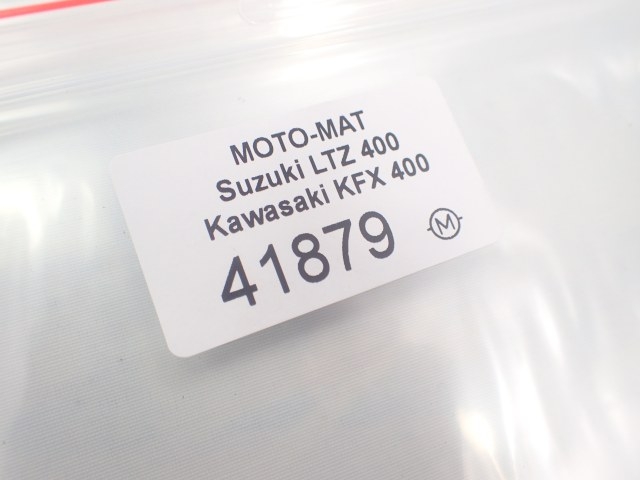 MOTO-MAT
Suzuki LTZ 400
Kawasaki KFX 400
41879
M